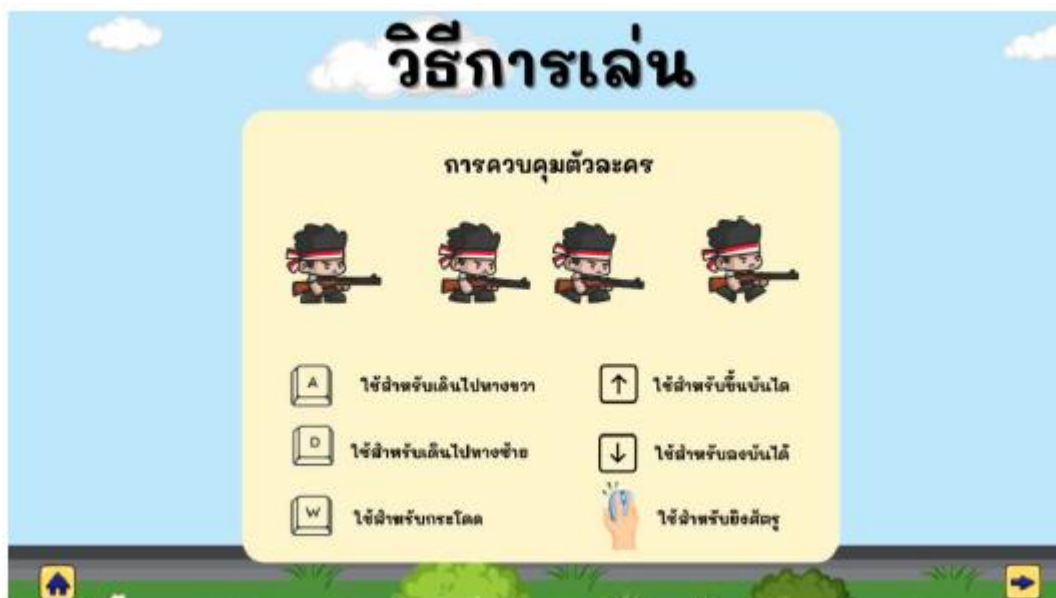 วิธีการเล่น
การควบคุมตัวละคร
A ใช้สำหรับเดินไปทางขวา
↑ ใช้สำหรับขึ้นบันได
D ใช้สำหรับเดินไปทางซ้าย
↓ ใช้สำหรับลงบันได้
W ใช้สำหรับกระโดด
ใช้สำหรับยิงศัตรู